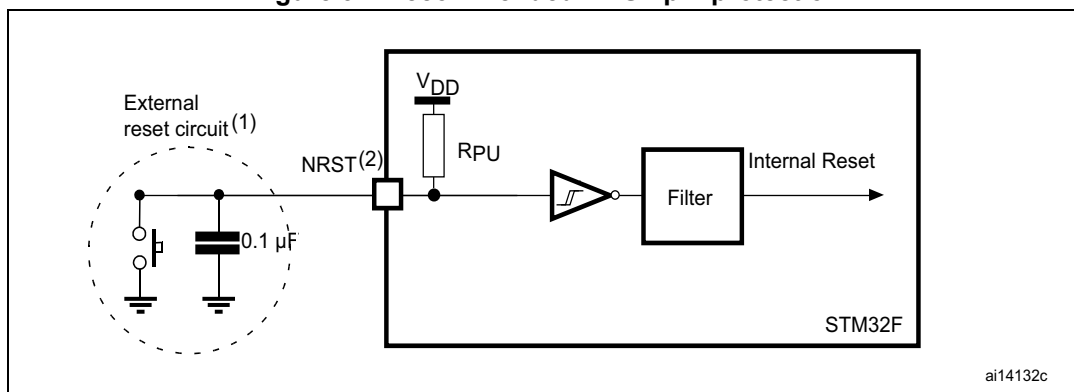 External
reset circuit(1)
VDD
NRST(2)
RPU
Internal Reset
Filter
0.1 µF
STM32F
ai14132c